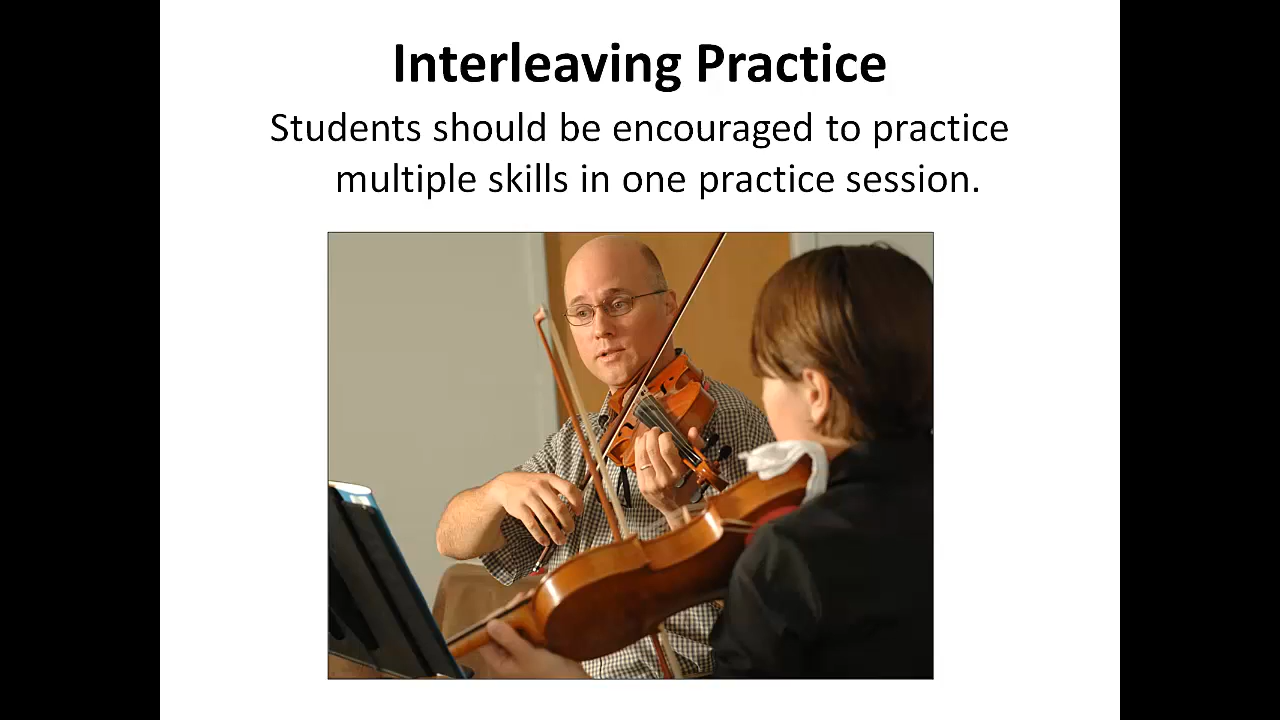 Interleaving Practice
Students should be encouraged to practice
multiple skills in one practice session.